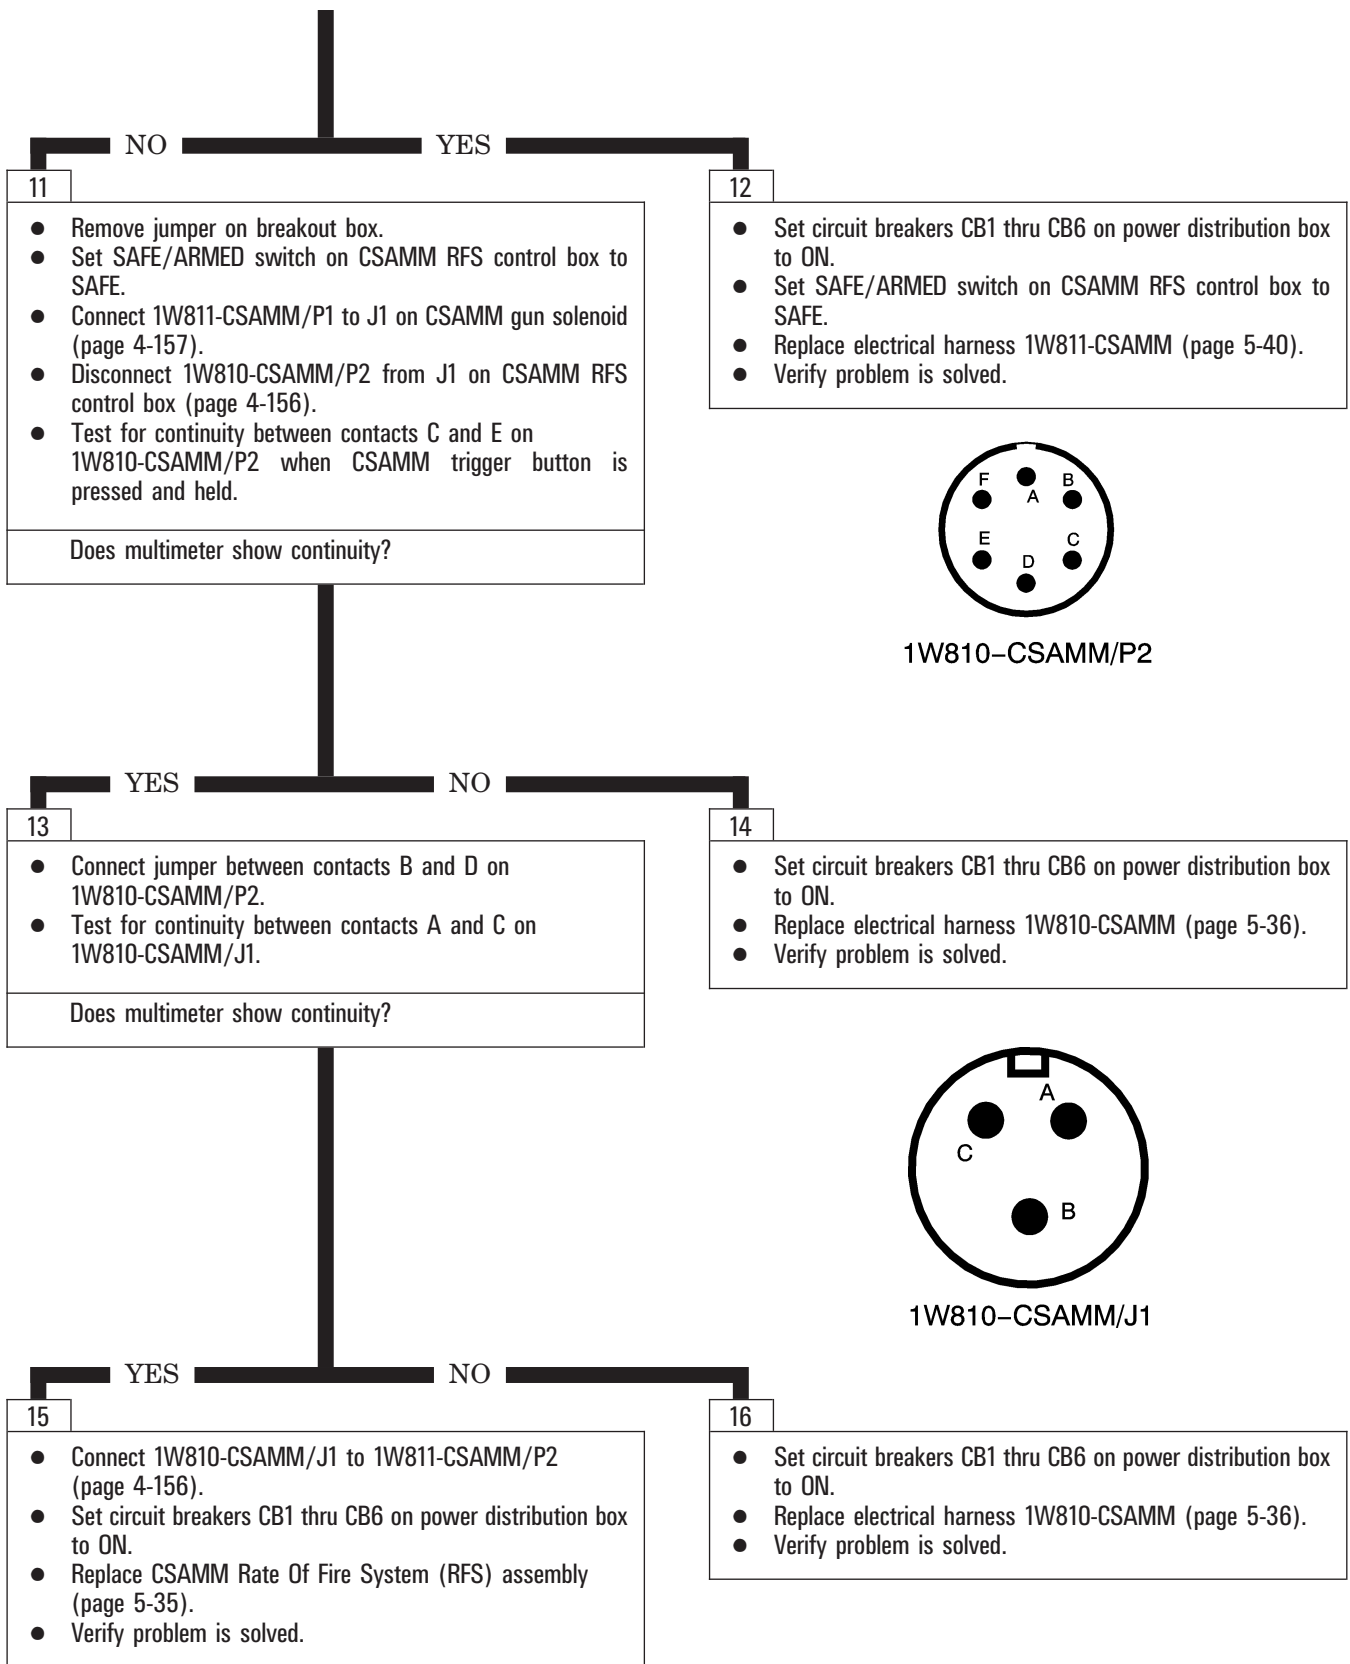 NO
YES
11
● Remove jumper on breakout box.
● Set SAFE/ARMED switch on CSAMM RFS control box to
SAFE.
● Connect 1W811-CSAMM/P1 to J1 on CSAMM gun solenoid
(page 4-157).
● Disconnect 1W810-CSAMM/P2 from J1 on CSAMM RFS
control box (page 4-156).
● Test for continuity between contacts C and E on
1W810-CSAMM/P2 when CSAMM trigger button is
pressed and held.
Does multimeter show continuity?
12
● Set circuit breakers CB1 thru CB6 on power distribution box
to ON.
● Set SAFE/ARMED switch on CSAMM RFS control box to
SAFE.
● Replace electrical harness 1W811-CSAMM (page 5-40).
● Verify problem is solved.
F
A
B
E
D
C
1W810–CSAMM/P2
YES
NO
13
● Connect jumper between contacts B and D on
1W810-CSAMM/P2.
● Test for continuity between contacts A and C on
1W810-CSAMM/J1.
Does multimeter show continuity?
14
● Set circuit breakers CB1 thru CB6 on power distribution box
to ON.
● Replace electrical harness 1W810-CSAMM (page 5-36).
● Verify problem is solved.
A
C
B
1W810–CSAMM/J1
YES
NO
15
● Connect 1W810-CSAMM/J1 to 1W811-CSAMM/P2
(page 4-156).
● Set circuit breakers CB1 thru CB6 on power distribution box
to ON.
● Replace CSAMM Rate Of Fire System (RFS) assembly
(page 5-35).
● Verify problem is solved.
16
● Set circuit breakers CB1 thru CB6 on power distribution box
to ON.
● Replace electrical harness 1W810-CSAMM (page 5-36).
● Verify problem is solved.